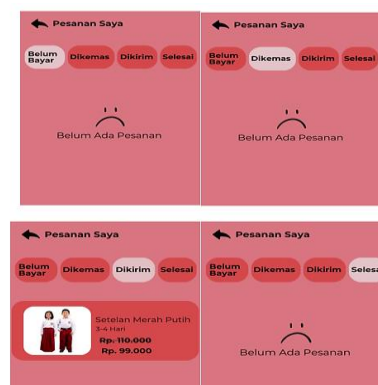 Pesanan Saya
Belum Bayar Dikemas Dikirim Selesai
Belum Ada Pesanan
Pesanan Saya
Belum Bayar Dikemas Dikirim Selesai
Belum Ada Pesanan
Pesanan Saya
Belum Bayar Dikemas Dikirim Selesai
Setelan Merah Putih
3-4 Hari
Rp. 110.000
Rp. 99.000
Pesanan Saya
Belum Bayar Dikemas Dikirim Selesa
Belum Ada Pesanan